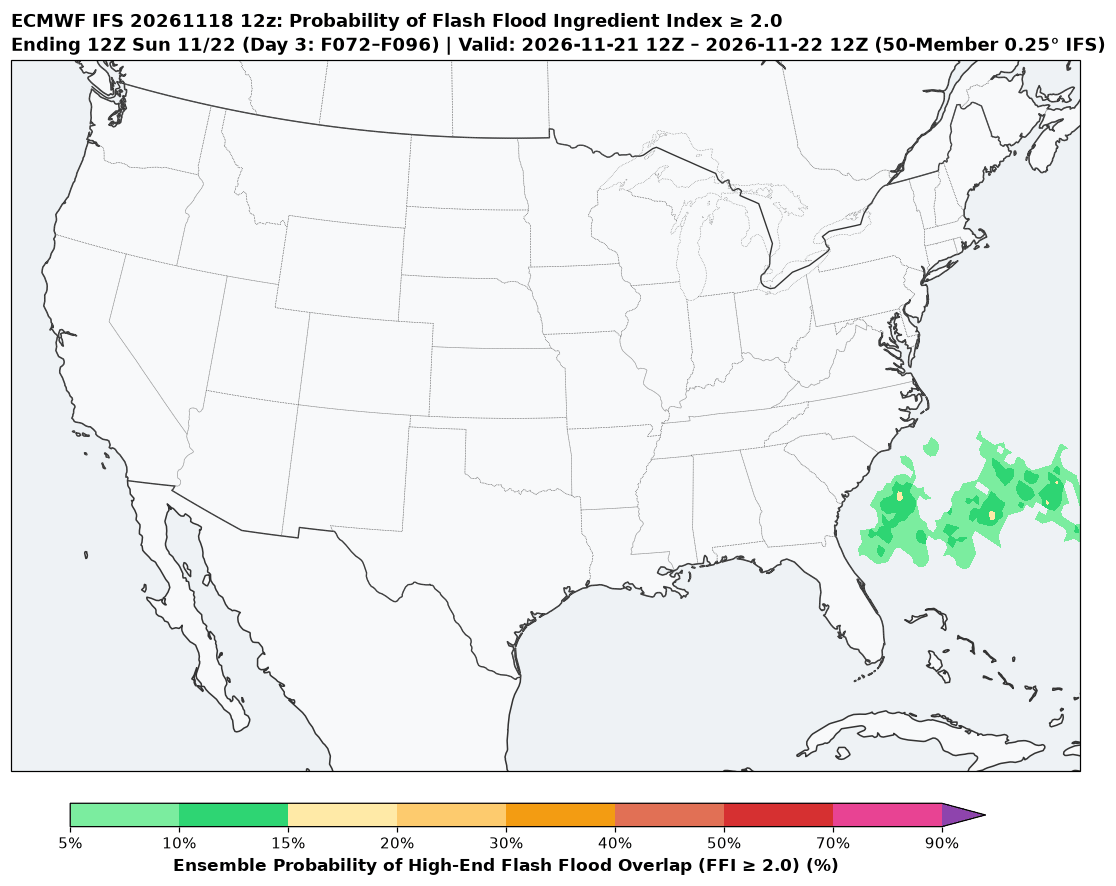 ECMWF IFS 20261118 12z: Probability of Flash Flood Ingredient Index ≥ 2.0
Ending 12Z Sun 11/22 (Day 3: F072–F096) | Valid: 2026-11-21 12Z – 2026-11-22 12Z (50-Member 0.25° IFS)
5% 10% 15% 20% 30% 40% 50% 70% 90%
Ensemble Probability of High-End Flash Flood Overlap (FFI ≥ 2.0) (%)